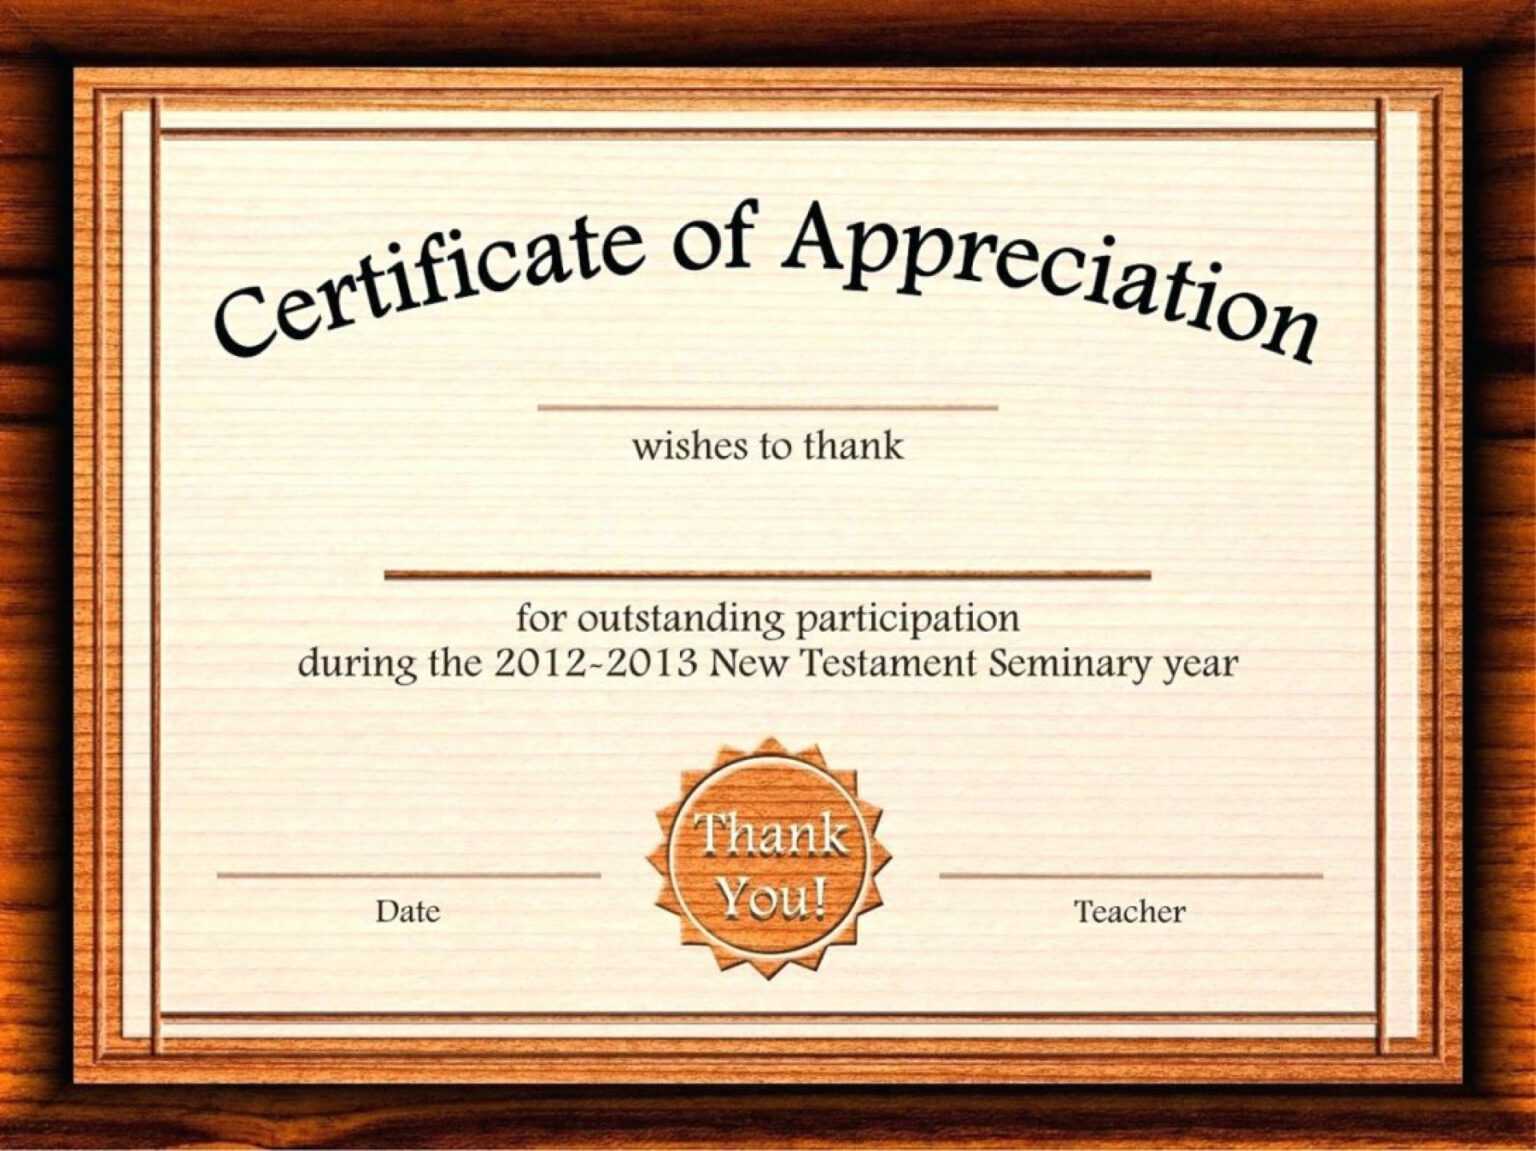 Certificate of Appreciation
wishes to thank
for outstanding participation
during the 2012-2013 New Testament Seminary year
Thank
You!
Date
Teacher